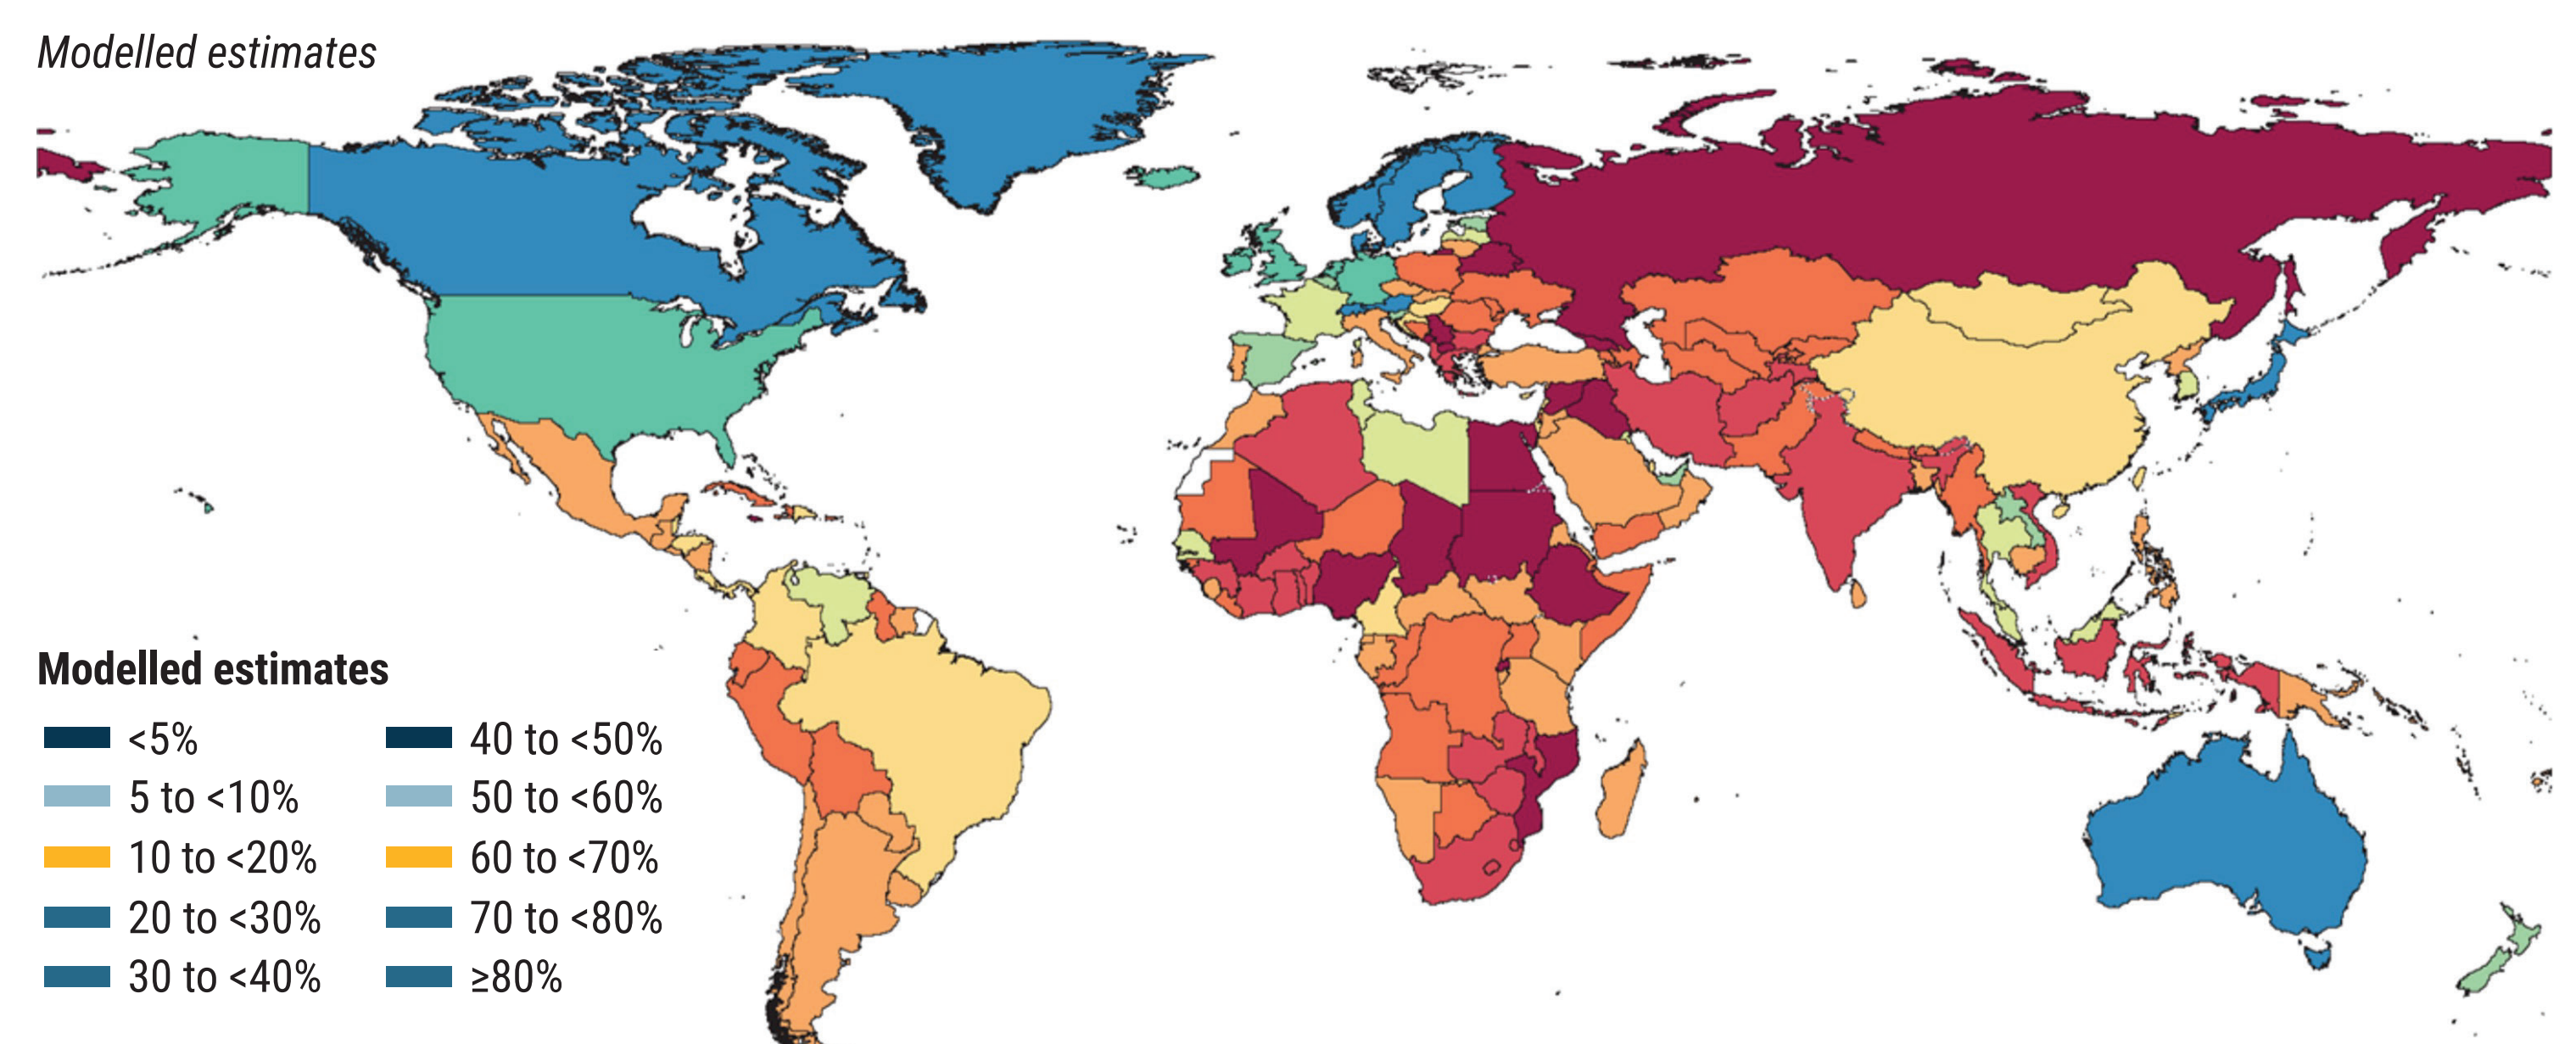 Modelled estimates
Modelled estimates
<5%
5 to <10%
10 to <20%
20 to <30%
30 to <40%
40 to <50%
50 to <60%
60 to <70%
70 to <80%
≥80%